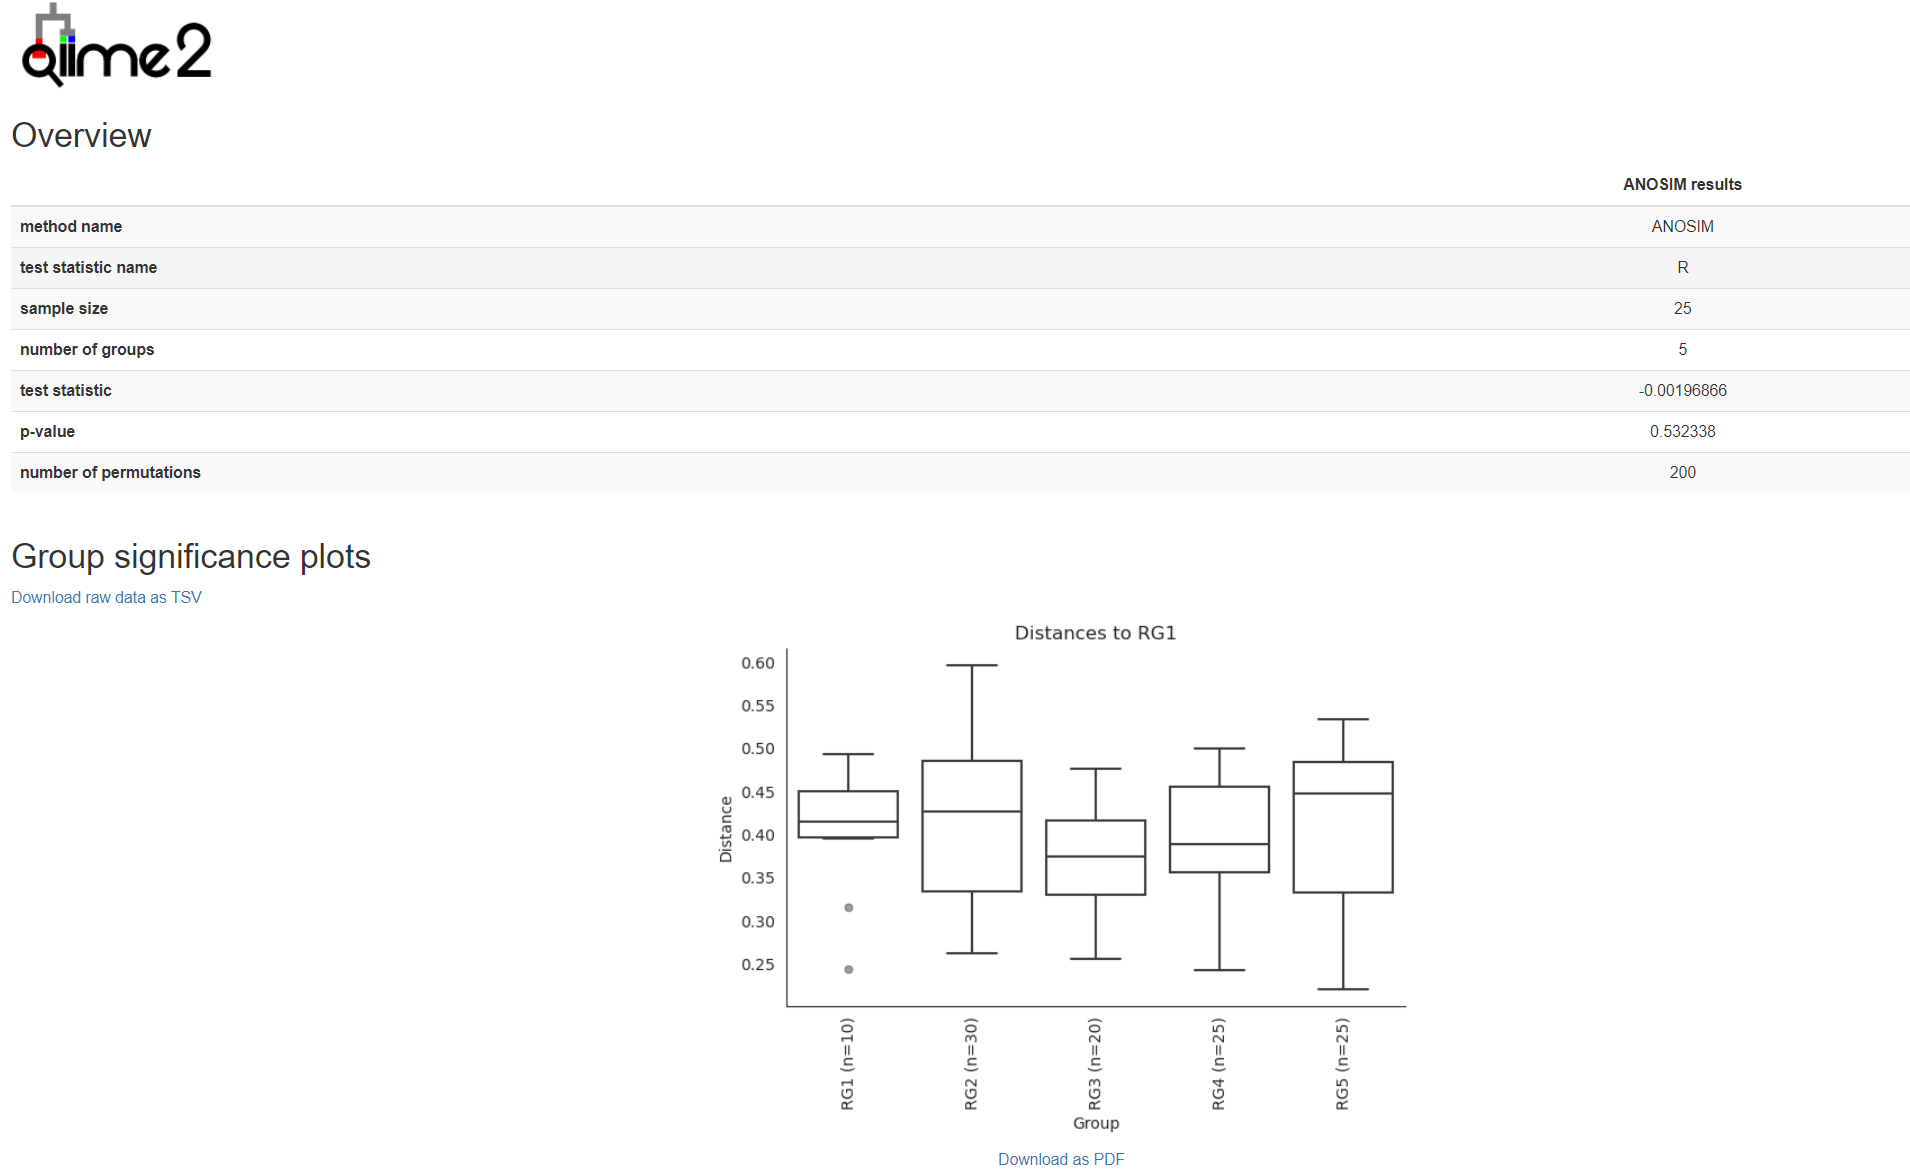 qiime2
Overview
ANOSIM results
method name ANOSIM
test statistic name R
sample size 25
number of groups 5
test statistic -0.00196866
p-value 0.532338
number of permutations 200
Group significance plots
Download raw data as TSV
Distances to RG1
0.60
0.55
0.50
0.45
0.40
0.35
0.30
0.25
Distance
RG1 (n=10)
RG2 (n=30)
RG3 (n=20)
RG4 (n=25)
RG5 (n=25)
Group
Download as PDF